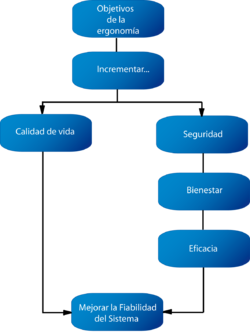 Objetivos
de la
ergonomía
Incrementar...
Calidad de vida
Seguridad
Bienestar
Eficacia
Mejorar la Fiabilidad
del Sistema